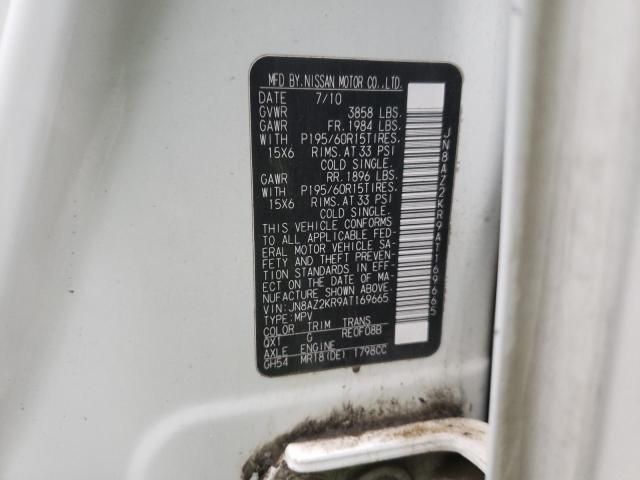 MFD BY.NISSAN MOTOR CO.,LTD.
DATE 7/10
GVWR 3858 LBS.
GAWR FR. 1984 LBS.
WITH P195/60R15TIRES.
15X6 RIMS.AT 33 PSI
COLD SINGLE.
GAWR RR. 1896 LBS.
WITH P195/60R15TIRES.
15X6 RIMS.AT 33 PSI
COLD SINGLE.
THIS VEHICLE CONFORMS
TO ALL APPLICABLE FED-
ERAL MOTOR VEHICLE SA-
FETY AND THEFT PREVEN-
TION STANDARDS IN EFF-
ECT ON THE DATE OF MA-
NUFACTURE SHOWN ABOVE.
VIN:JN8AZ2KR9AT169665
TYPE:MPV
COLOR TRIM TRANS
QX1 G RE0F08B
AXLE ENGINE
GH54 MR18(DE) 1798CC
JN8AZ2KR9AT169665